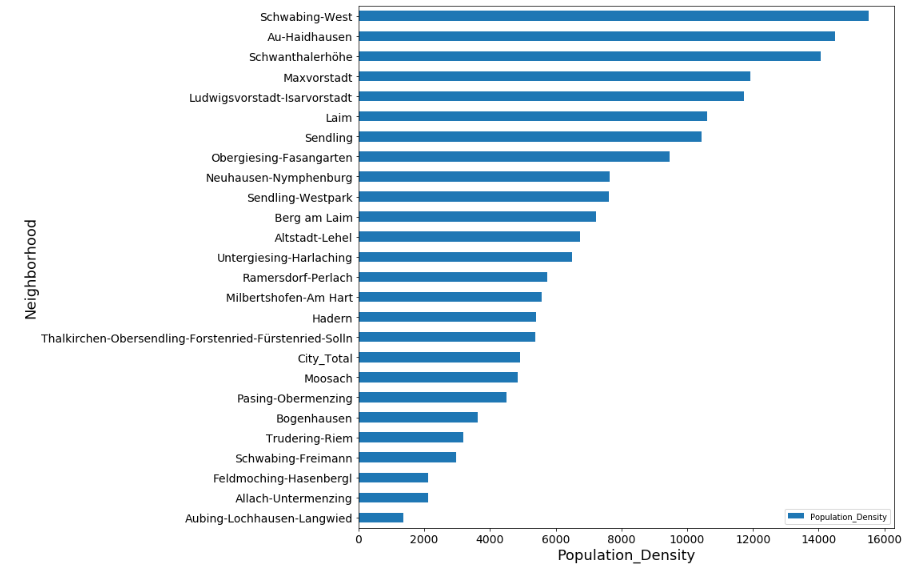 Schwabing-West
Au-Haidhausen
Schwanthalerhöhe
Maxvorstadt
Ludwigsvorstadt-Isarvorstadt
Laim
Sendling
Obergiesing-Fasangarten
Neuhausen-Nymphenburg
Sendling-Westpark
Berg am Laim
Altstadt-Lehel
Untergiesing-Harlaching
Ramersdorf-Perlach
Milbertshofen-Am Hart
Hadern
Thalkirchen-Obersendling-Forstenried-Fürstenried-Solln
City_Total
Moosach
Pasing-Obermenzing
Bogenhausen
Trudering-Riem
Schwabing-Freimann
Feldmoching-Hasenbergl
Allach-Untermenzing
Aubing-Lochhausen-Langwied
Neighborhood
Population_Density
0 2000 4000 6000 8000 10000 12000 14000 16000
Population_Density